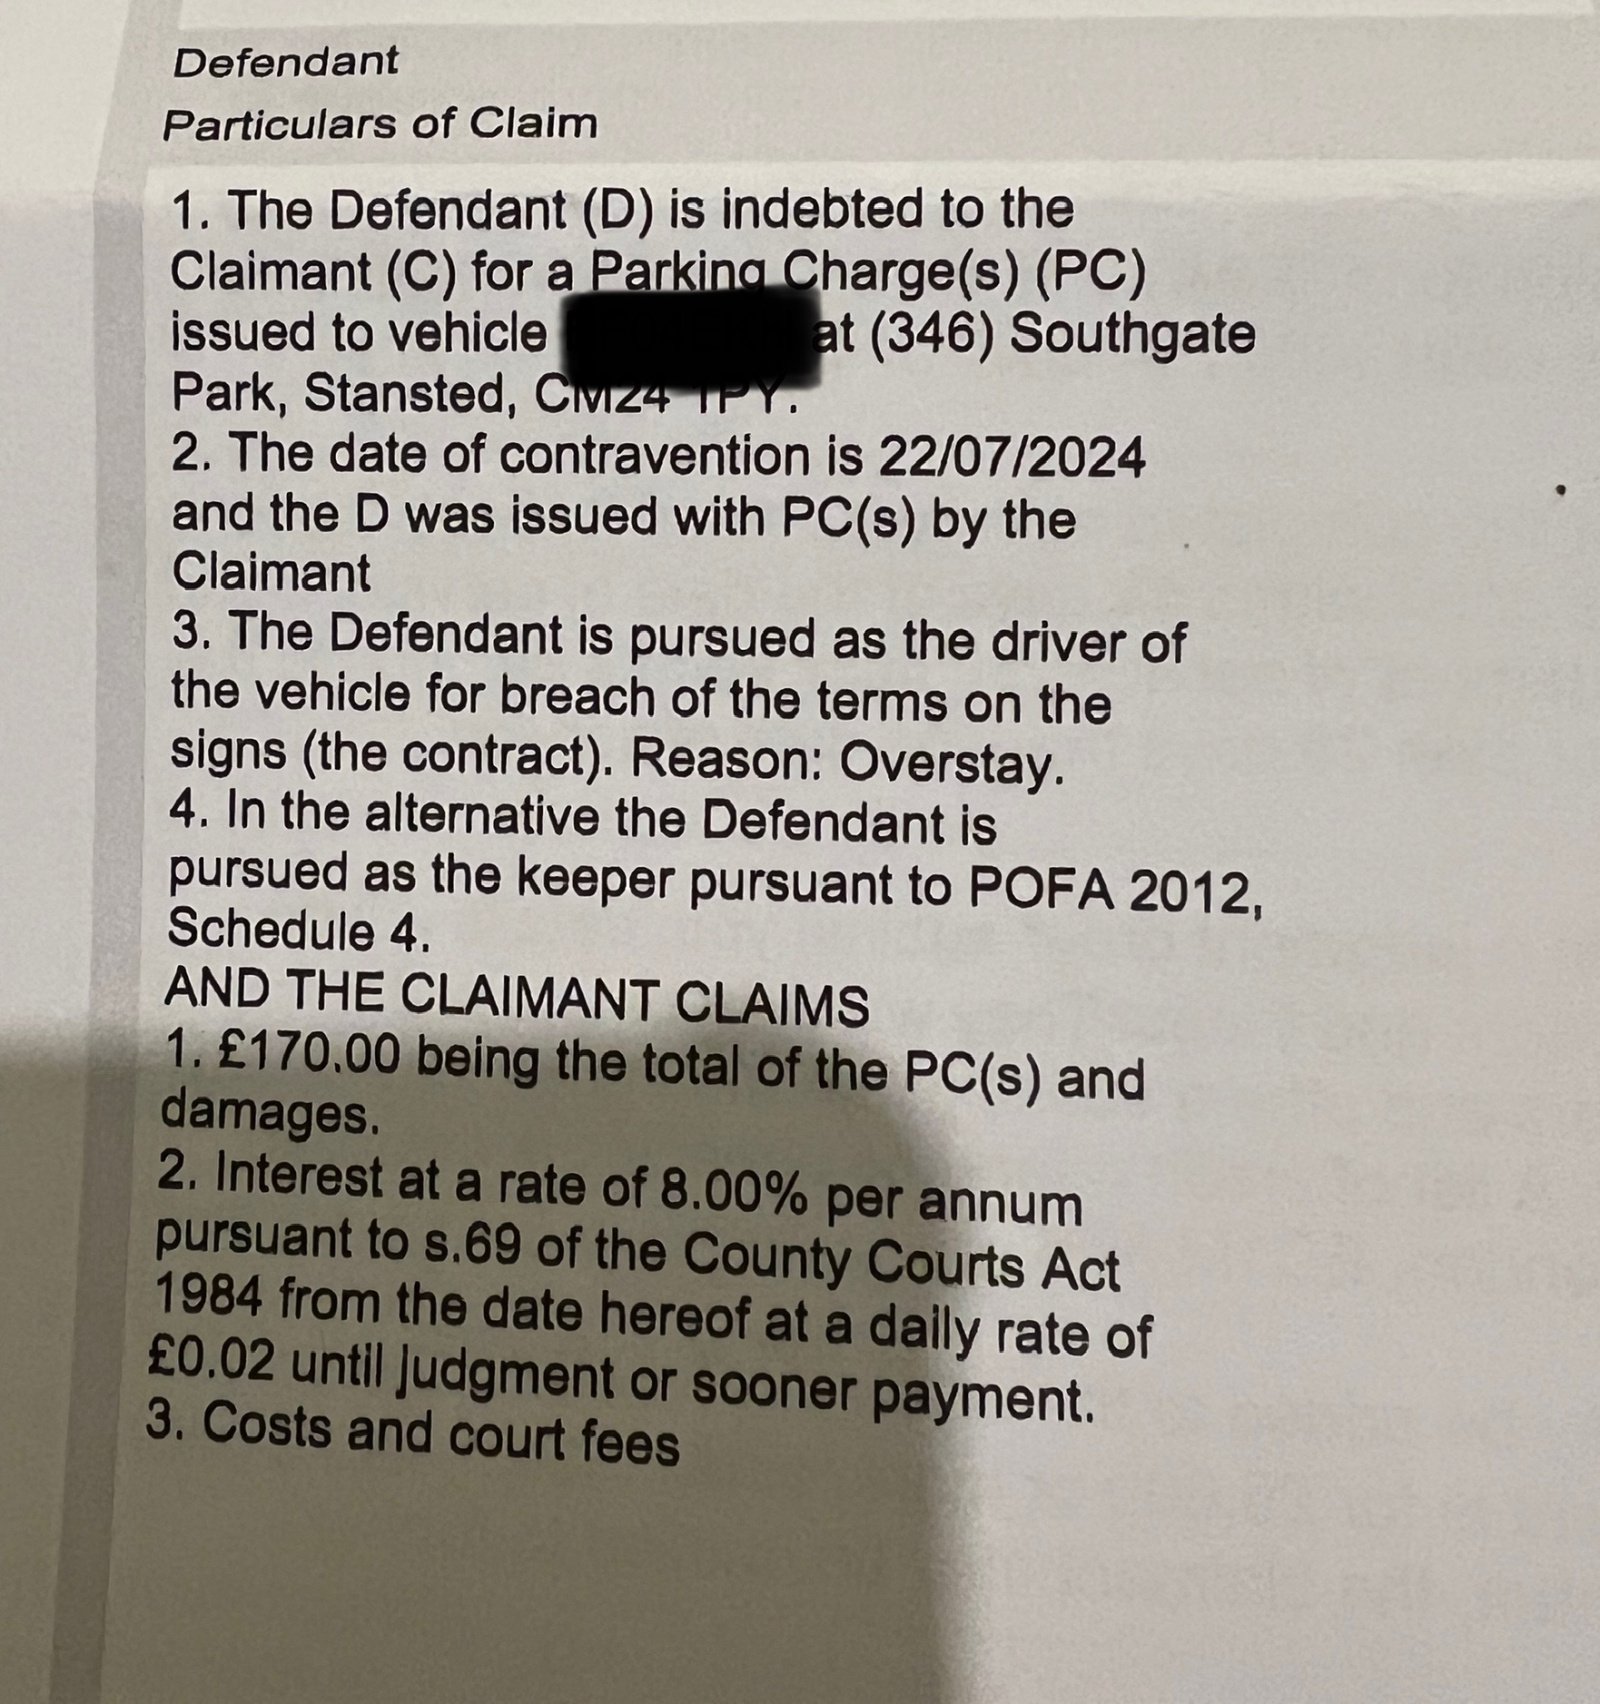 Defendant
Particulars of Claim
1. The Defendant (D) is indebted to the
Claimant (C) for a Parking Charge(s) (PC)
issued to vehicle at (346) Southgate
Park, Stansted, CM24 1PY.
2. The date of contravention is 22/07/2024
and the D was issued with PC(s) by the
Claimant
3. The Defendant is pursued as the driver of
the vehicle for breach of the terms on the
signs (the contract). Reason: Overstay.
4. In the alternative the Defendant is
pursued as the keeper pursuant to POFA 2012,
Schedule 4.
AND THE CLAIMANT CLAIMS
1. £170.00 being the total of the PC(s) and
damages.
2. Interest at a rate of 8.00% per annum
pursuant to s.69 of the County Courts Act
1984 from the date hereof at a daily rate of
£0.02 until judgment or sooner payment.
3. Costs and court fees